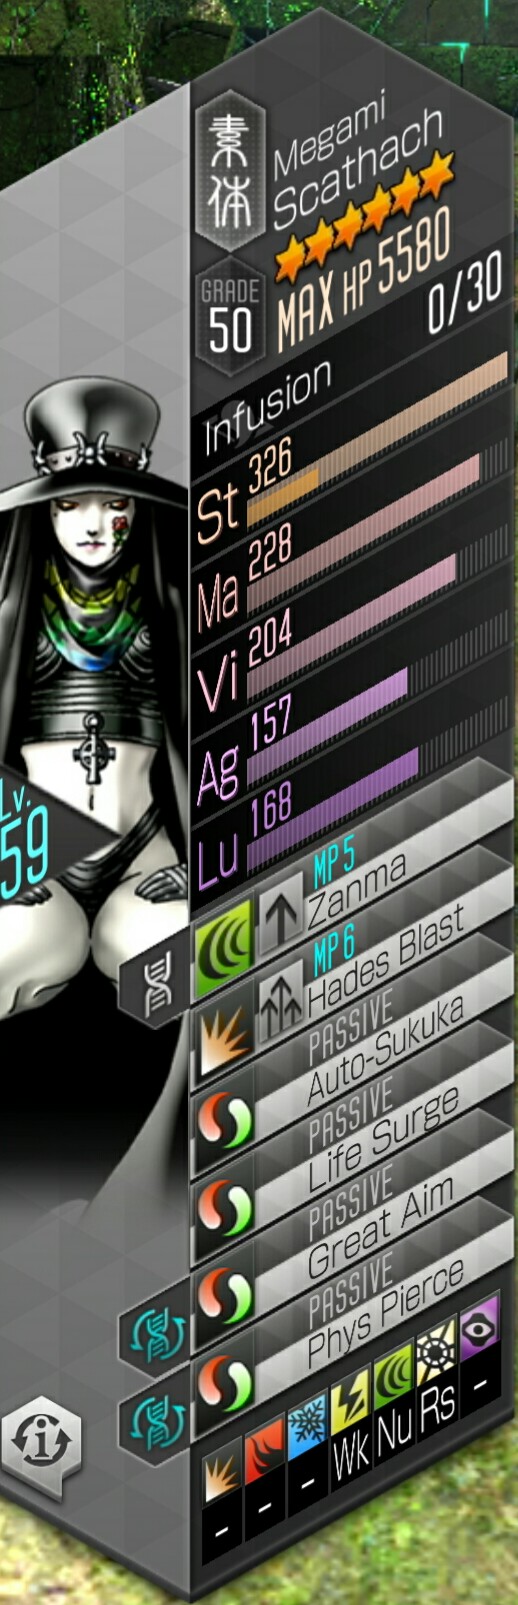 素体
Megami
Scathach
GRADE
50
MAX HP 5580
0/30
Infusion
St 326
Ma 228
Vi 204
Ag 157
Lu 168
Lv.
59
MP 5
Zanma
MP 6
Hades Blast
PASSIVE
Auto-Sukuka
PASSIVE
Life Surge
PASSIVE
Great Aim
PASSIVE
Phys Pierce
- - - Wk Nu Rs -